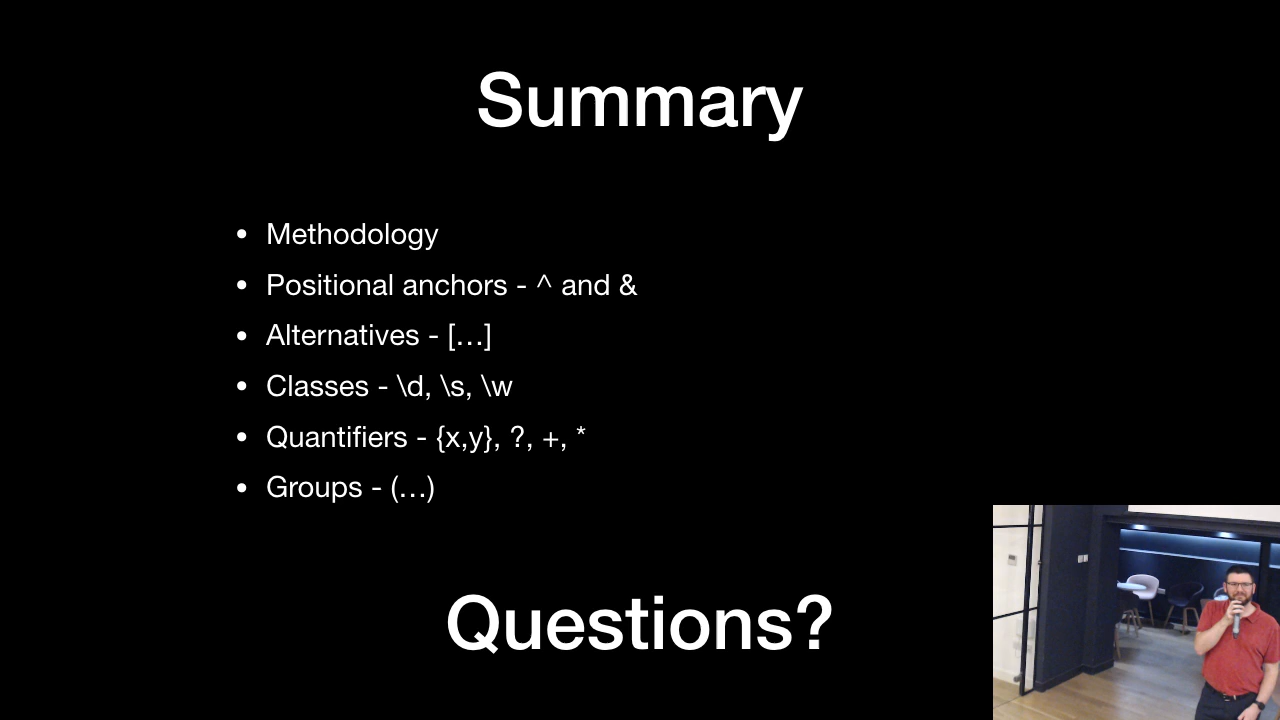 Summary
• Methodology
• Positional anchors - ^ and &
• Alternatives - […]
• Classes - \d, \s, \w
• Quantifiers - {x,y}, ?, +, *
• Groups - (…)
Questions?